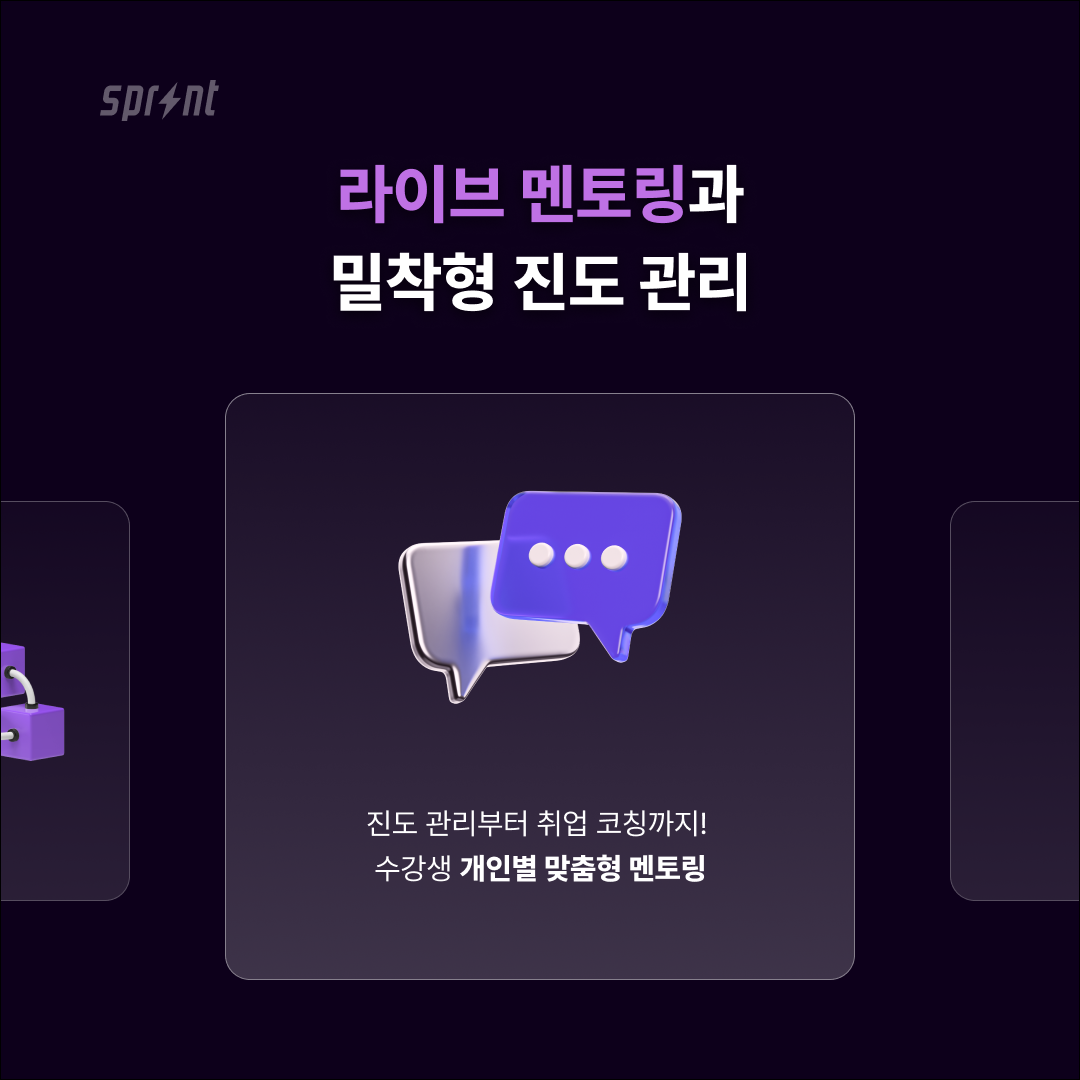 sprint
라이브 멘토링과
밀착형 진도 관리
진도 관리부터 취업 코칭까지!
수강생 개인별 맞춤형 멘토링